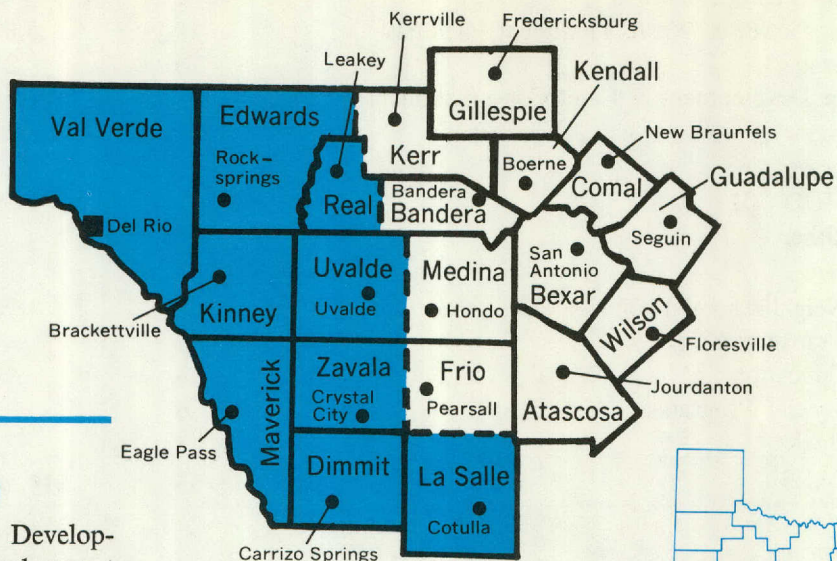 Fredericksburg
Kerrville
Leakey
Kendall
Val Verde
Edwards
Gillespie
New Braunfels
Kerr
Boerne
Comal
Guadalupe
Rock-
springs
Real
Bandera
Bandera
Del Rio
Seguin
Uvalde
Medina
San
Antonio
Bexar
Kinney
Uvalde
Hondo
Wilson
Brackettville
Floresville
Zavala
Frio
Maverick
Crystal
City
Pearsall
Jourdanton
Atascosa
Eagle Pass
Dimmit
La Salle
Cotulla
Carrizo Springs
Develop-